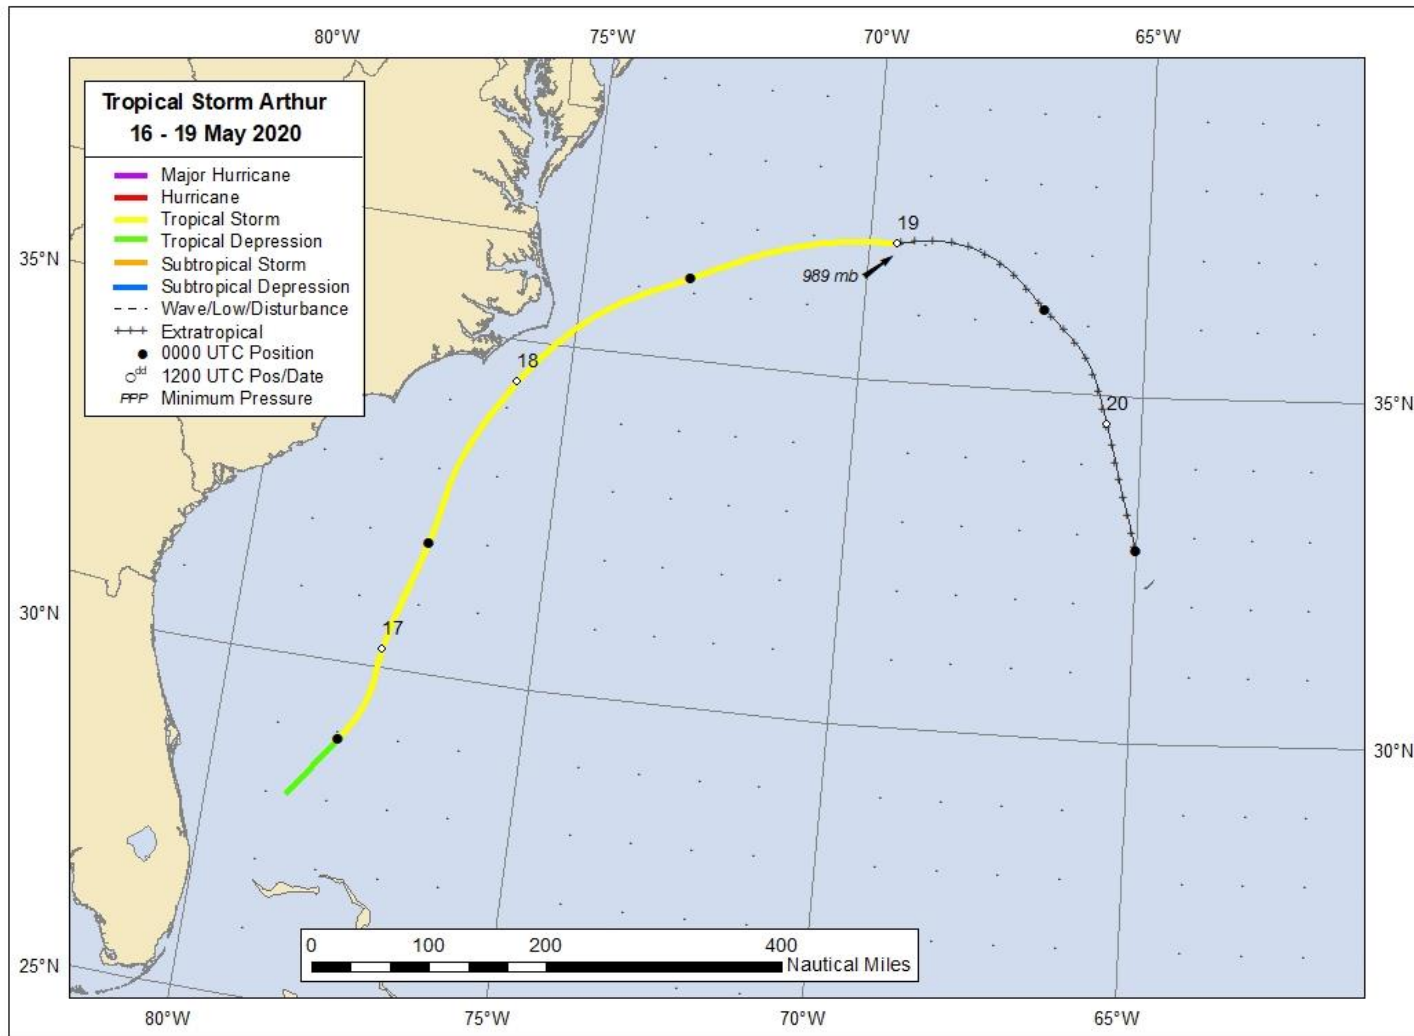 80°W 75°W 70°W 65°W
Tropical Storm Arthur
16 - 19 May 2020
Major Hurricane
Hurricane
Tropical Storm
Tropical Depression
Subtropical Storm
Subtropical Depression
Wave/Low/Disturbance
Extratropical
0000 UTC Position
dd 1200 UTC Pos/Date
PPP Minimum Pressure
19
35°N
989 mb
18
20
35°N
30°N
17
30°N
0 100 200 400
Nautical Miles
25°N
80°W 75°W 70°W 65°W